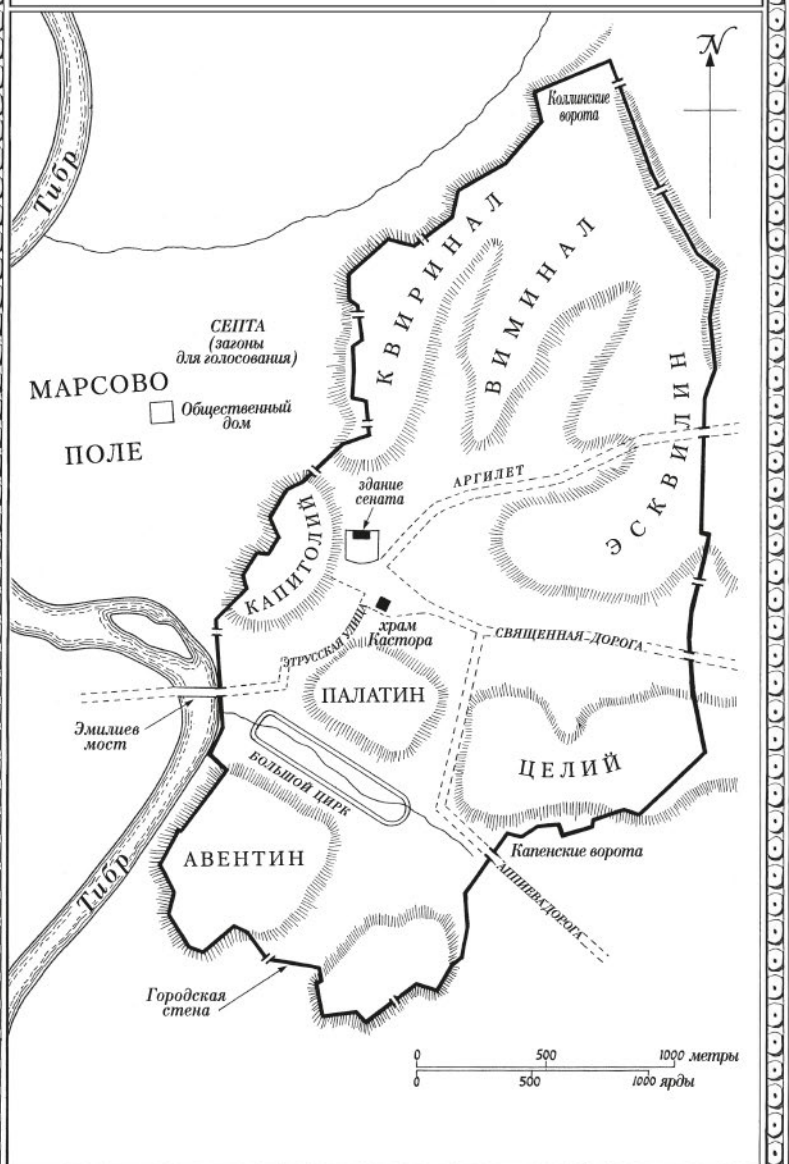 N
Коллинские
ворота
Тибр
КВИРИНАЛ
ВИМИНАЛ
СЕПТА
(загоны
для голосования)
МАРСОВО
ПОЛЕ
Общественный
дом
ЭСКВИЛИН
АРГИЛЕТ
здание
сената
КАПИТОЛИЙ
храм
Кастора
ЭТРУССКАЯ УЛИЦА
СВЯЩЕННАЯ ДОРОГА
ПАЛАТИН
Эмилиев
мост
БОЛЬШОЙ ЦИРК
ЦЕЛИЙ
АВЕНТИН
Капенские ворота
Тибр
АППИЕВА ДОРОГА
Городская
стена
0 500 1000 метры
0 500 1000 ярды